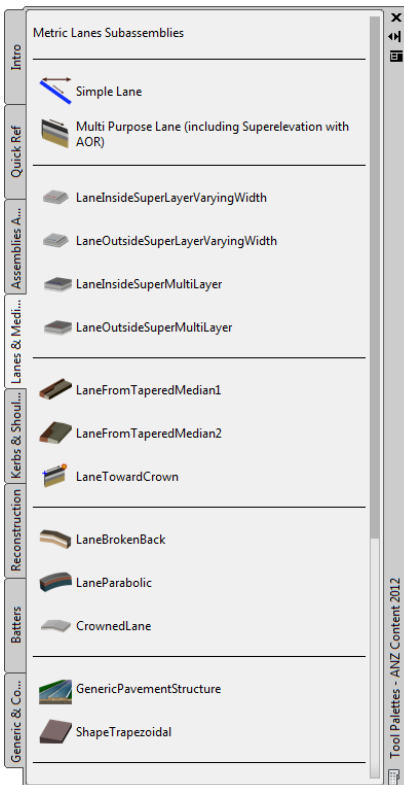 Metric Lanes Subassemblies
Simple Lane
Multi Purpose Lane (including Superelevation with
AOR)
LaneInsideSuperLayerVaryingWidth
LaneOutsideSuperLayerVaryingWidth
LaneInsideSuperMultiLayer
LaneOutsideSuperMultiLayer
LaneFromTaperedMedian1
LaneFromTaperedMedian2
LaneTowardCrown
LaneBrokenBack
LaneParabolic
CrownedLane
GenericPavementStructure
ShapeTrapezoidal
Intro
Quick Ref
Assemblies A...
Lanes & Medi...
Kerbs & Shoul...
Reconstruction
Batters
Generic & Co...
Tool Palettes - ANZ Content 2012